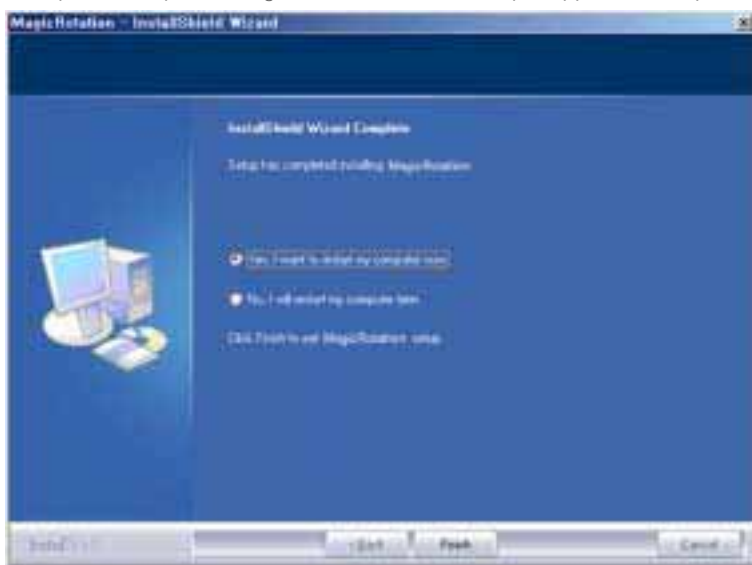 MagicRotation - InstallShield Wizard
InstallShield Wizard Complete
Setup has completed installing MagicRotation
Yes, I want to restart my computer now.
No, I will restart my computer later.
Click Finish to exit MagicRotation setup.
< Back
Finish
Cancel